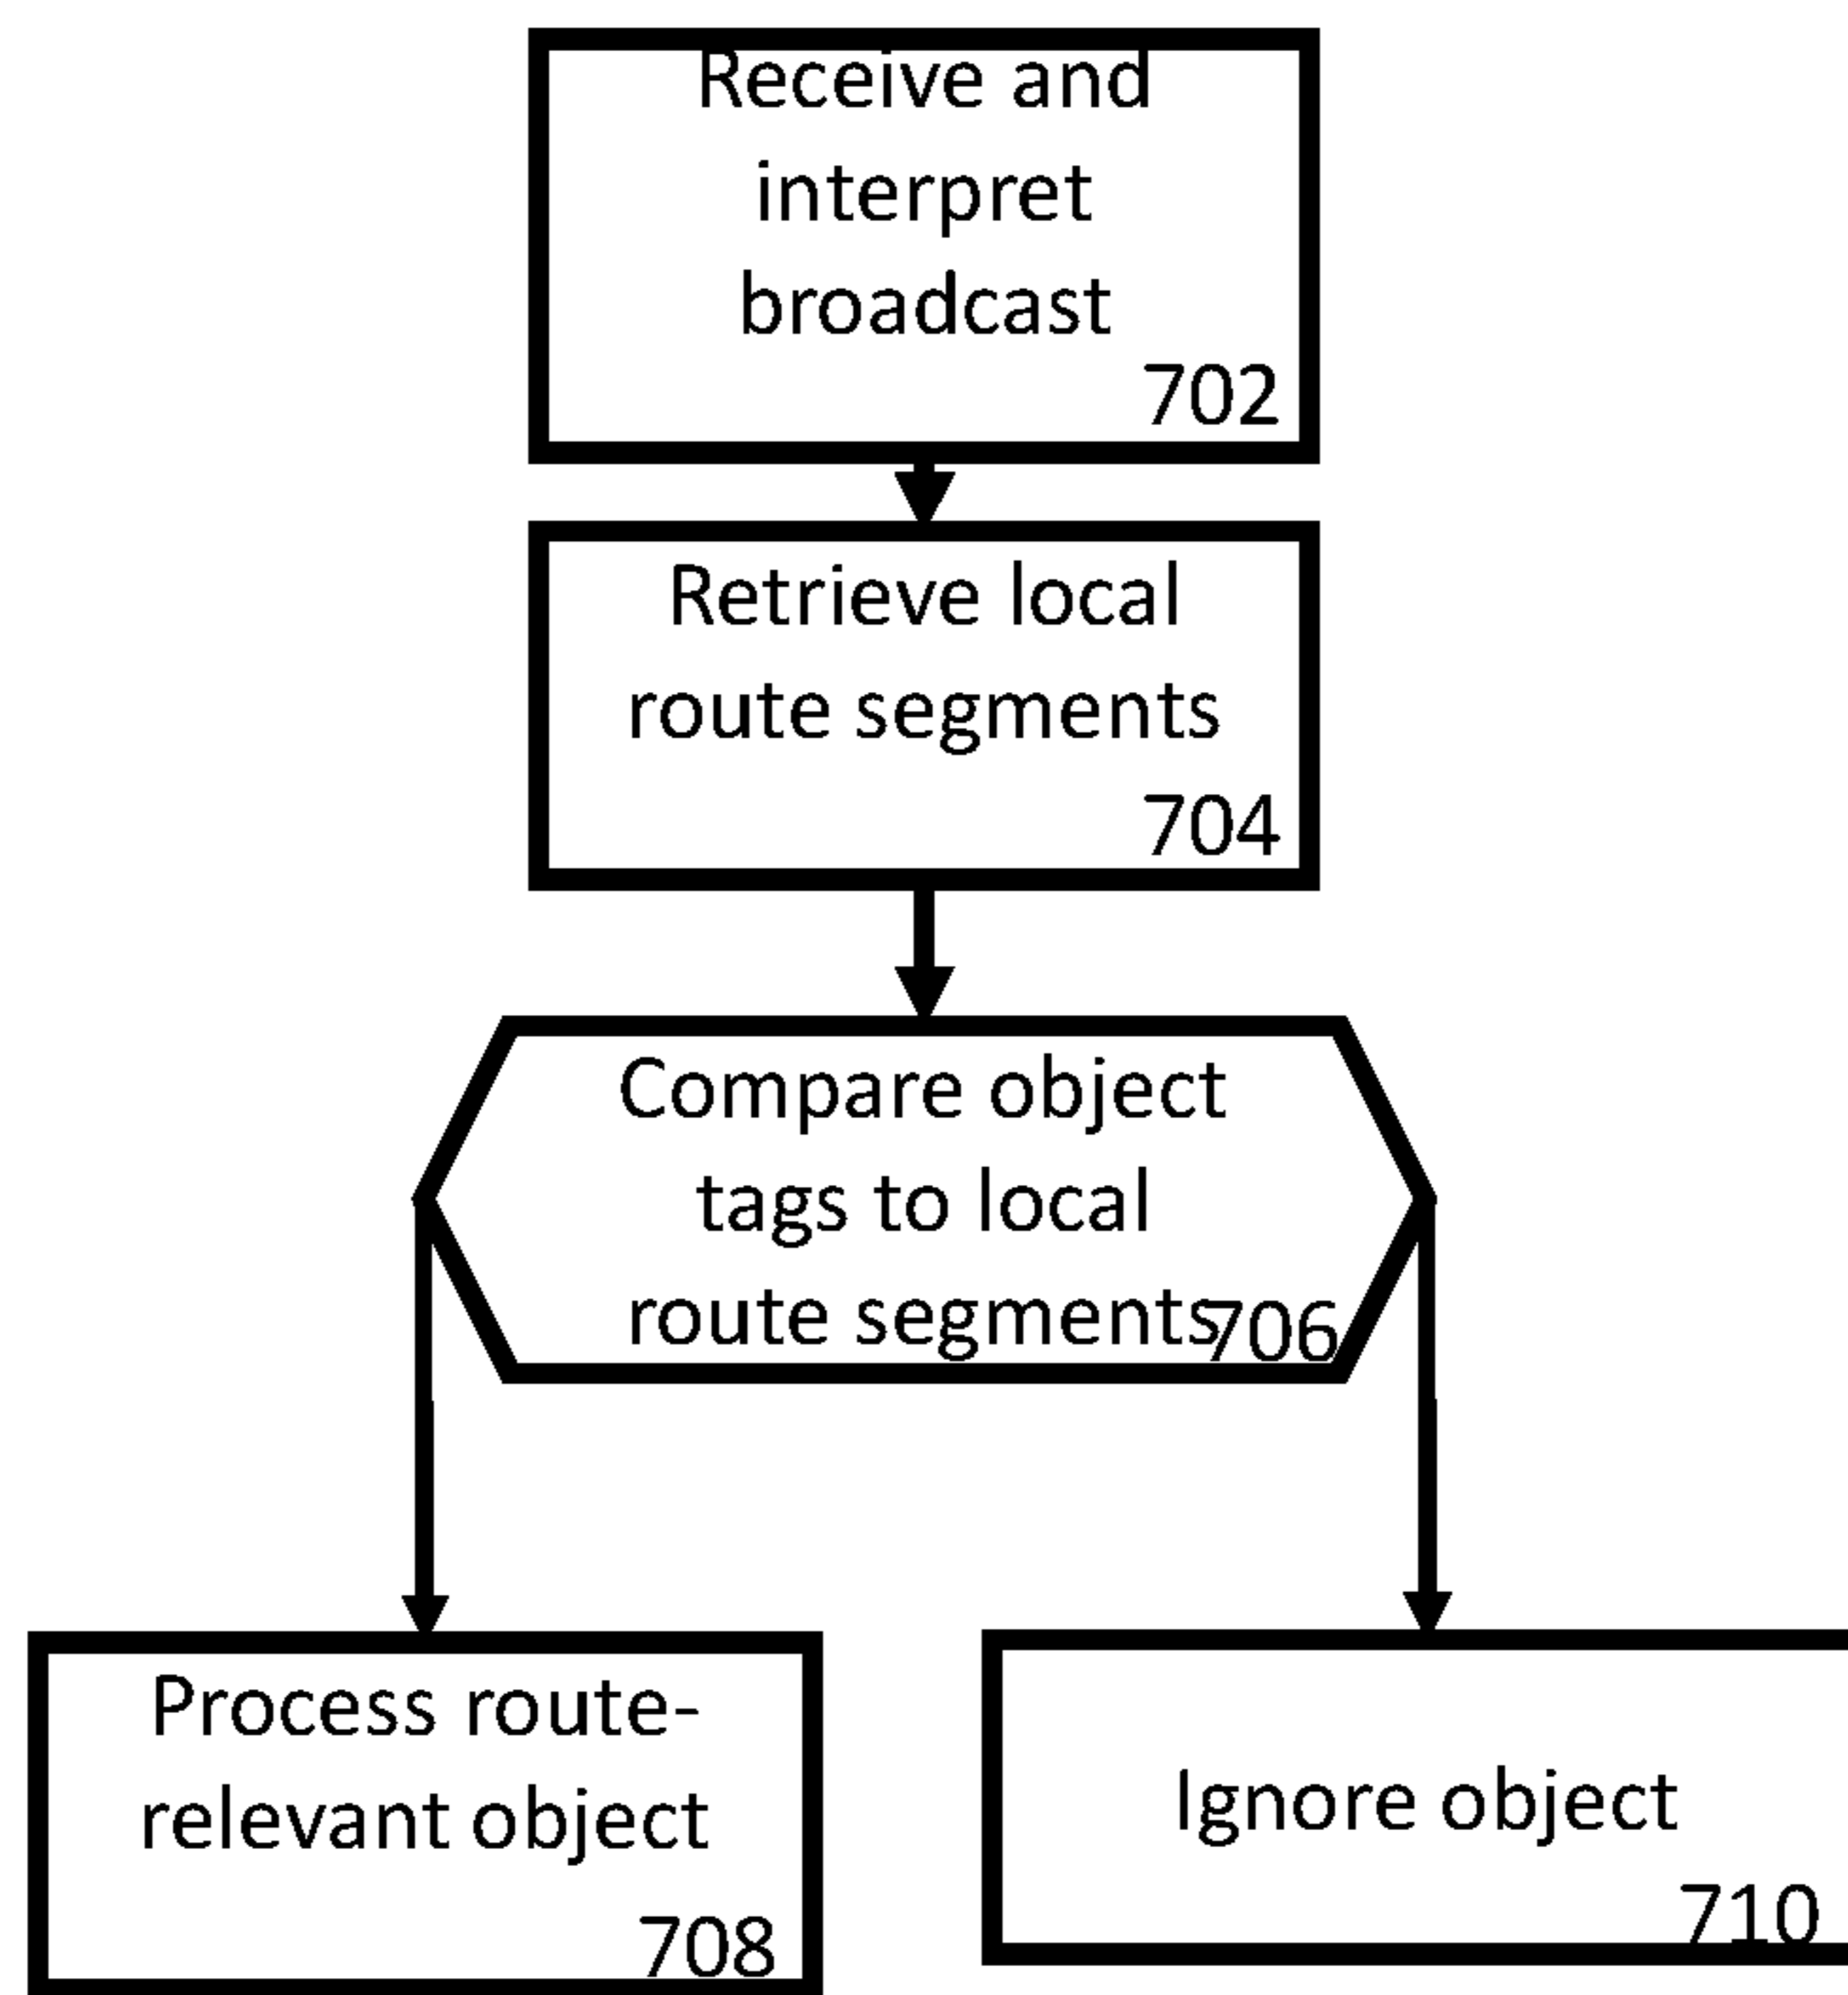 Receive and
interpret
broadcast
702
Retrieve local
route segments
704
Compare object
tags to local
route segments
706
Process route-
relevant object
708
Ignore object
710